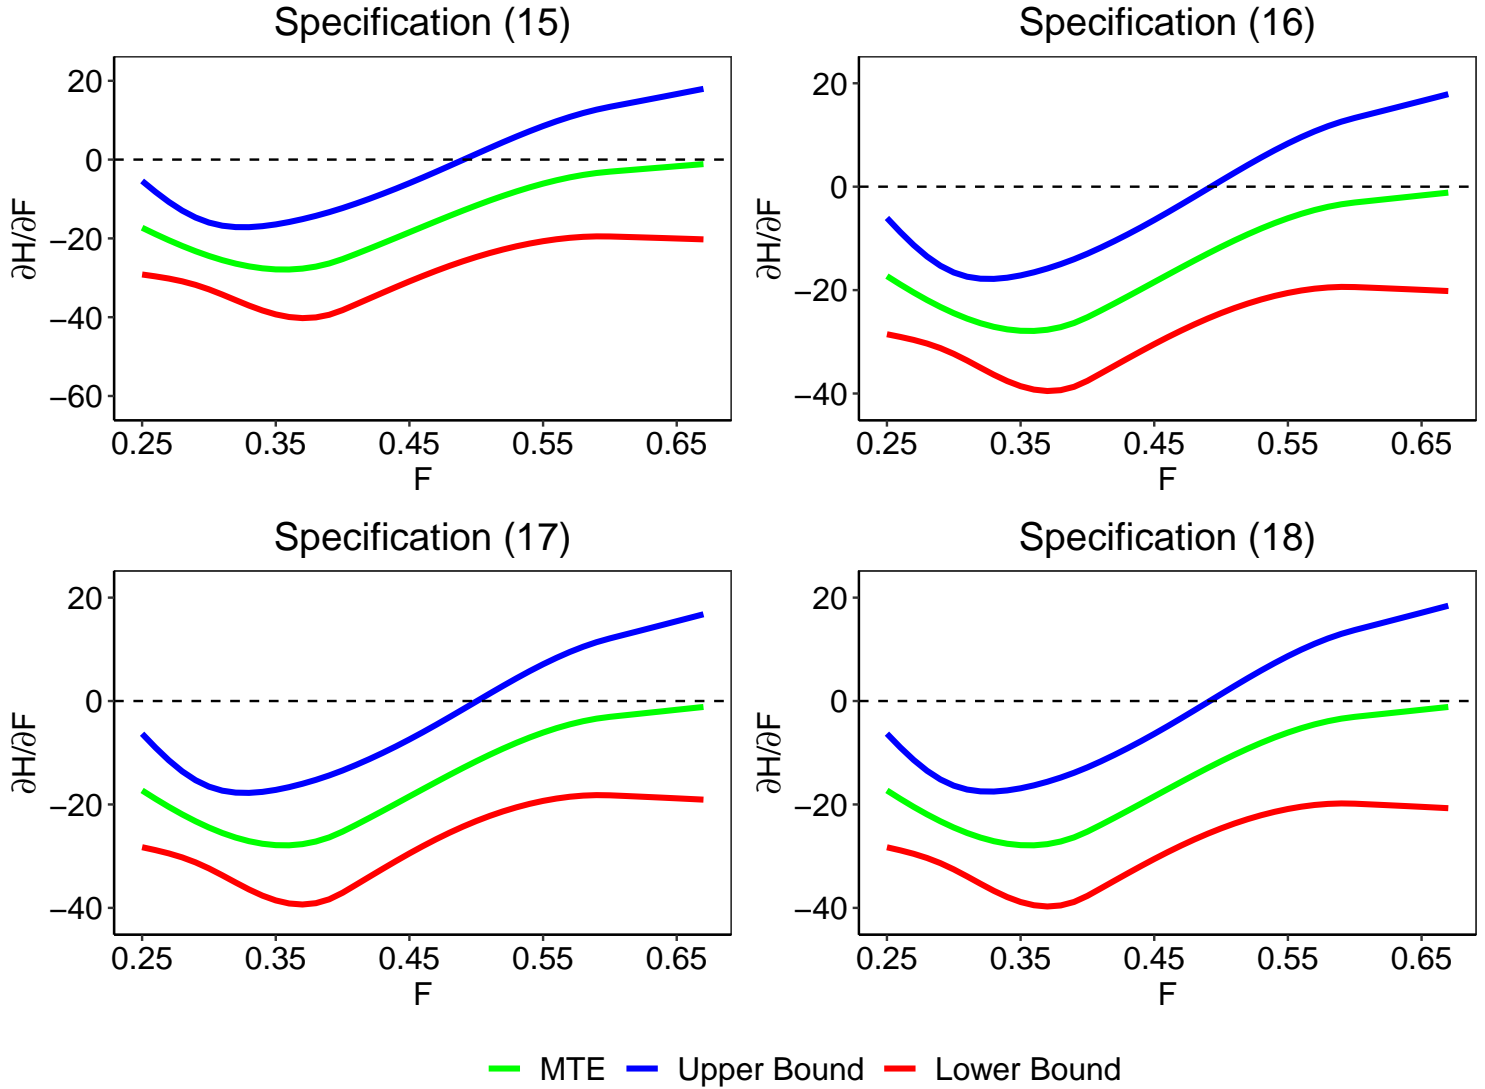 Specification (15)
20
0
−20
−40
−60
∂H/∂F
0.25 0.35 0.45 0.55 0.65
F
Specification (16)
20
0
−20
−40
∂H/∂F
0.25 0.35 0.45 0.55 0.65
F
Specification (17)
20
0
−20
−40
∂H/∂F
0.25 0.35 0.45 0.55 0.65
F
Specification (18)
20
0
−20
−40
∂H/∂F
0.25 0.35 0.45 0.55 0.65
F
MTE Upper Bound Lower Bound